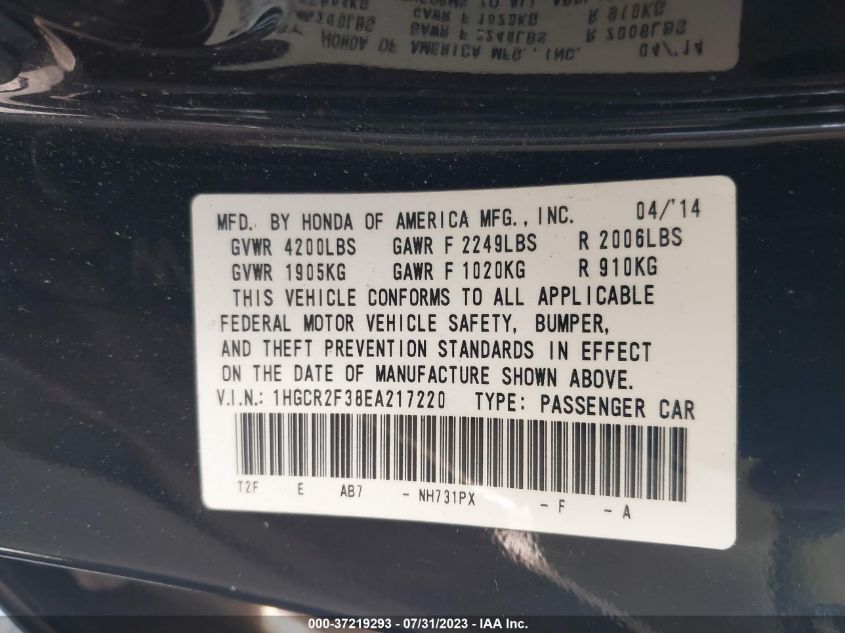 MFD. BY HONDA OF AMERICA MFG., INC. 04/'14
GVWR 4200LBS GAWR F 2249LBS R 2006LBS
GVWR 1905KG GAWR F 1020KG R 910KG
THIS VEHICLE CONFORMS TO ALL APPLICABLE
FEDERAL MOTOR VEHICLE SAFETY, BUMPER,
AND THEFT PREVENTION STANDARDS IN EFFECT
ON THE DATE OF MANUFACTURE SHOWN ABOVE.
V.I.N.: 1HGCR2F38EA217220 TYPE: PASSENGER CAR
T2F E AB7 - NH731PX - F - A
000-37219293 - 07/31/2023 - IAA Inc.